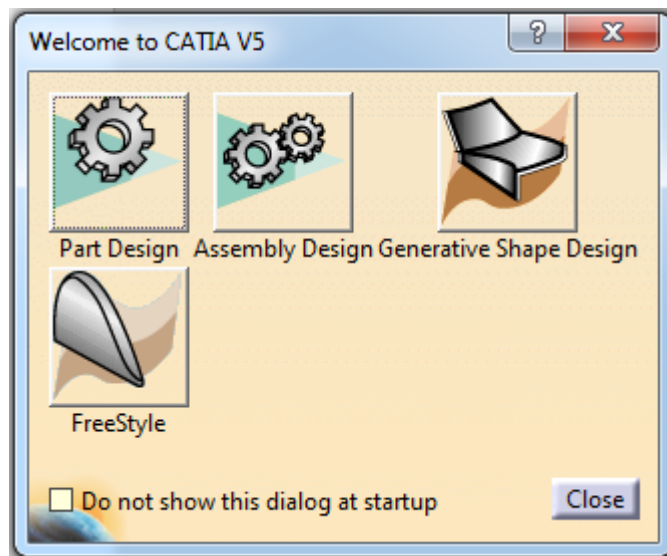 Welcome to CATIA V5
Part Design Assembly Design Generative Shape Design
FreeStyle
Do not show this dialog at startup Close